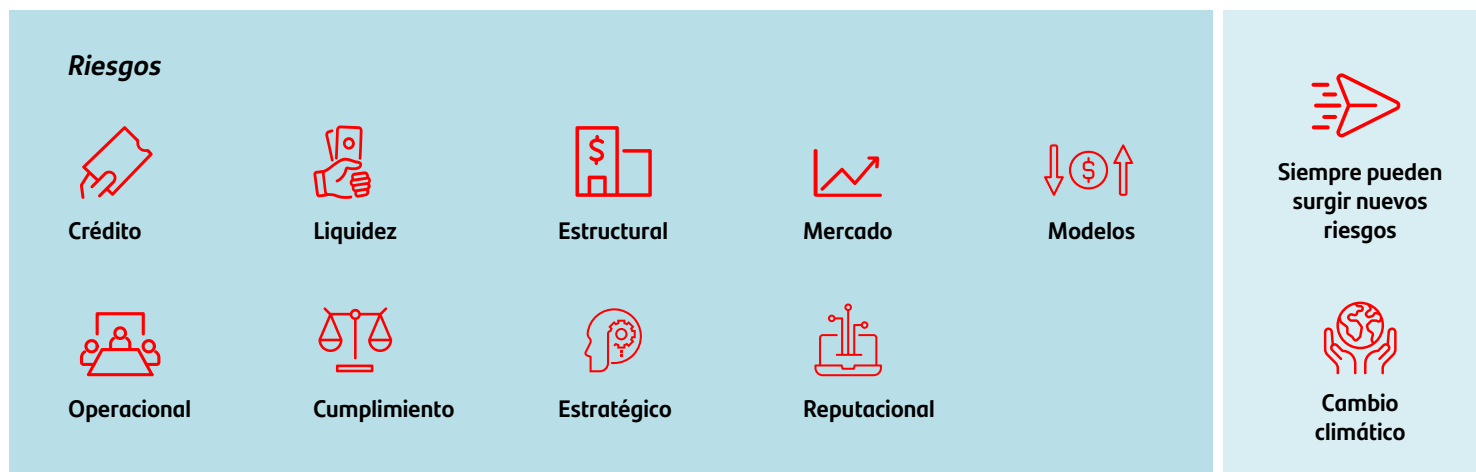 Riesgos
Crédito
Liquidez
Estructural
Mercado
Modelos
Operacional
Cumplimiento
Estratégico
Reputacional
Siempre pueden
surgir nuevos
riesgos
Cambio
climático